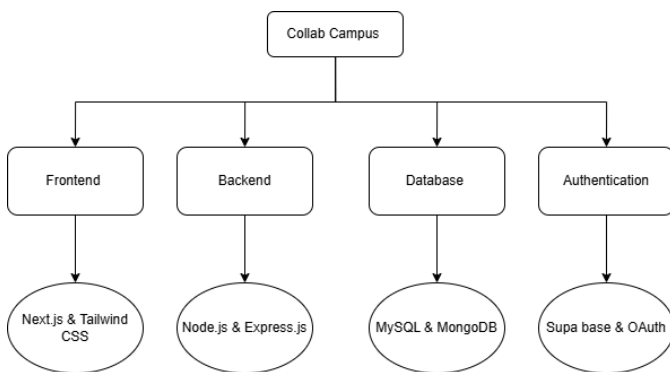 Collab Campus
Frontend
Backend
Database
Authentication
Next.js & Tailwind
CSS
Node.js & Express.js
MySQL & MongoDB
Supa base & OAuth